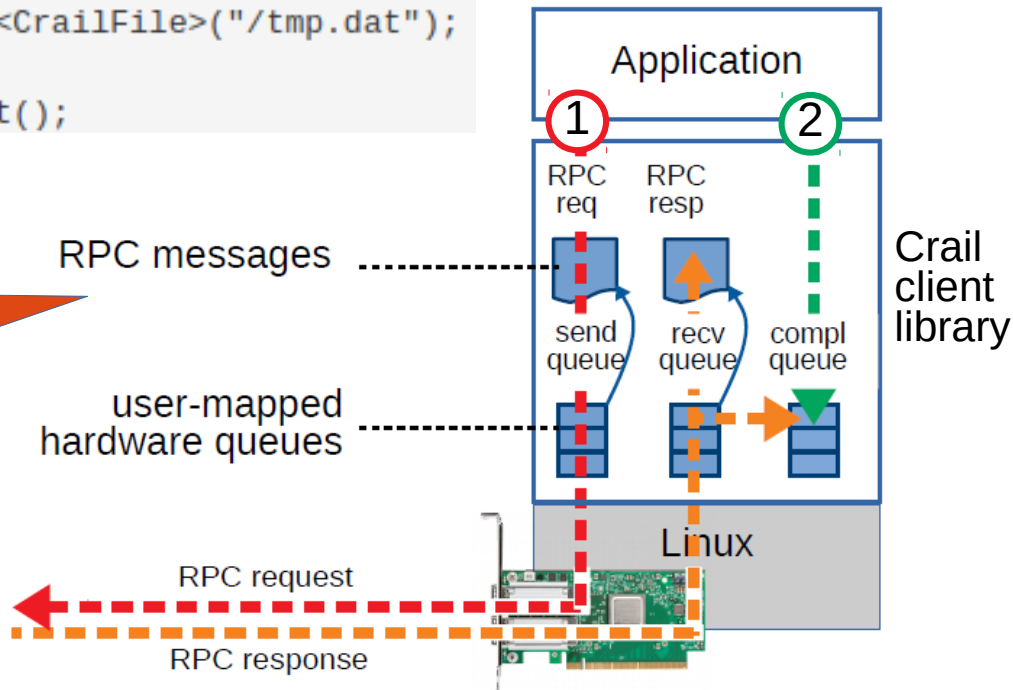 <CrailFile>("/tmp.dat");
t();
Application
1
2
RPC
req
RPC
resp
RPC messages
Crail
client
library
send
queue
recv
queue
compl
queue
user-mapped
hardware queues
Linux
RPC request
RPC response